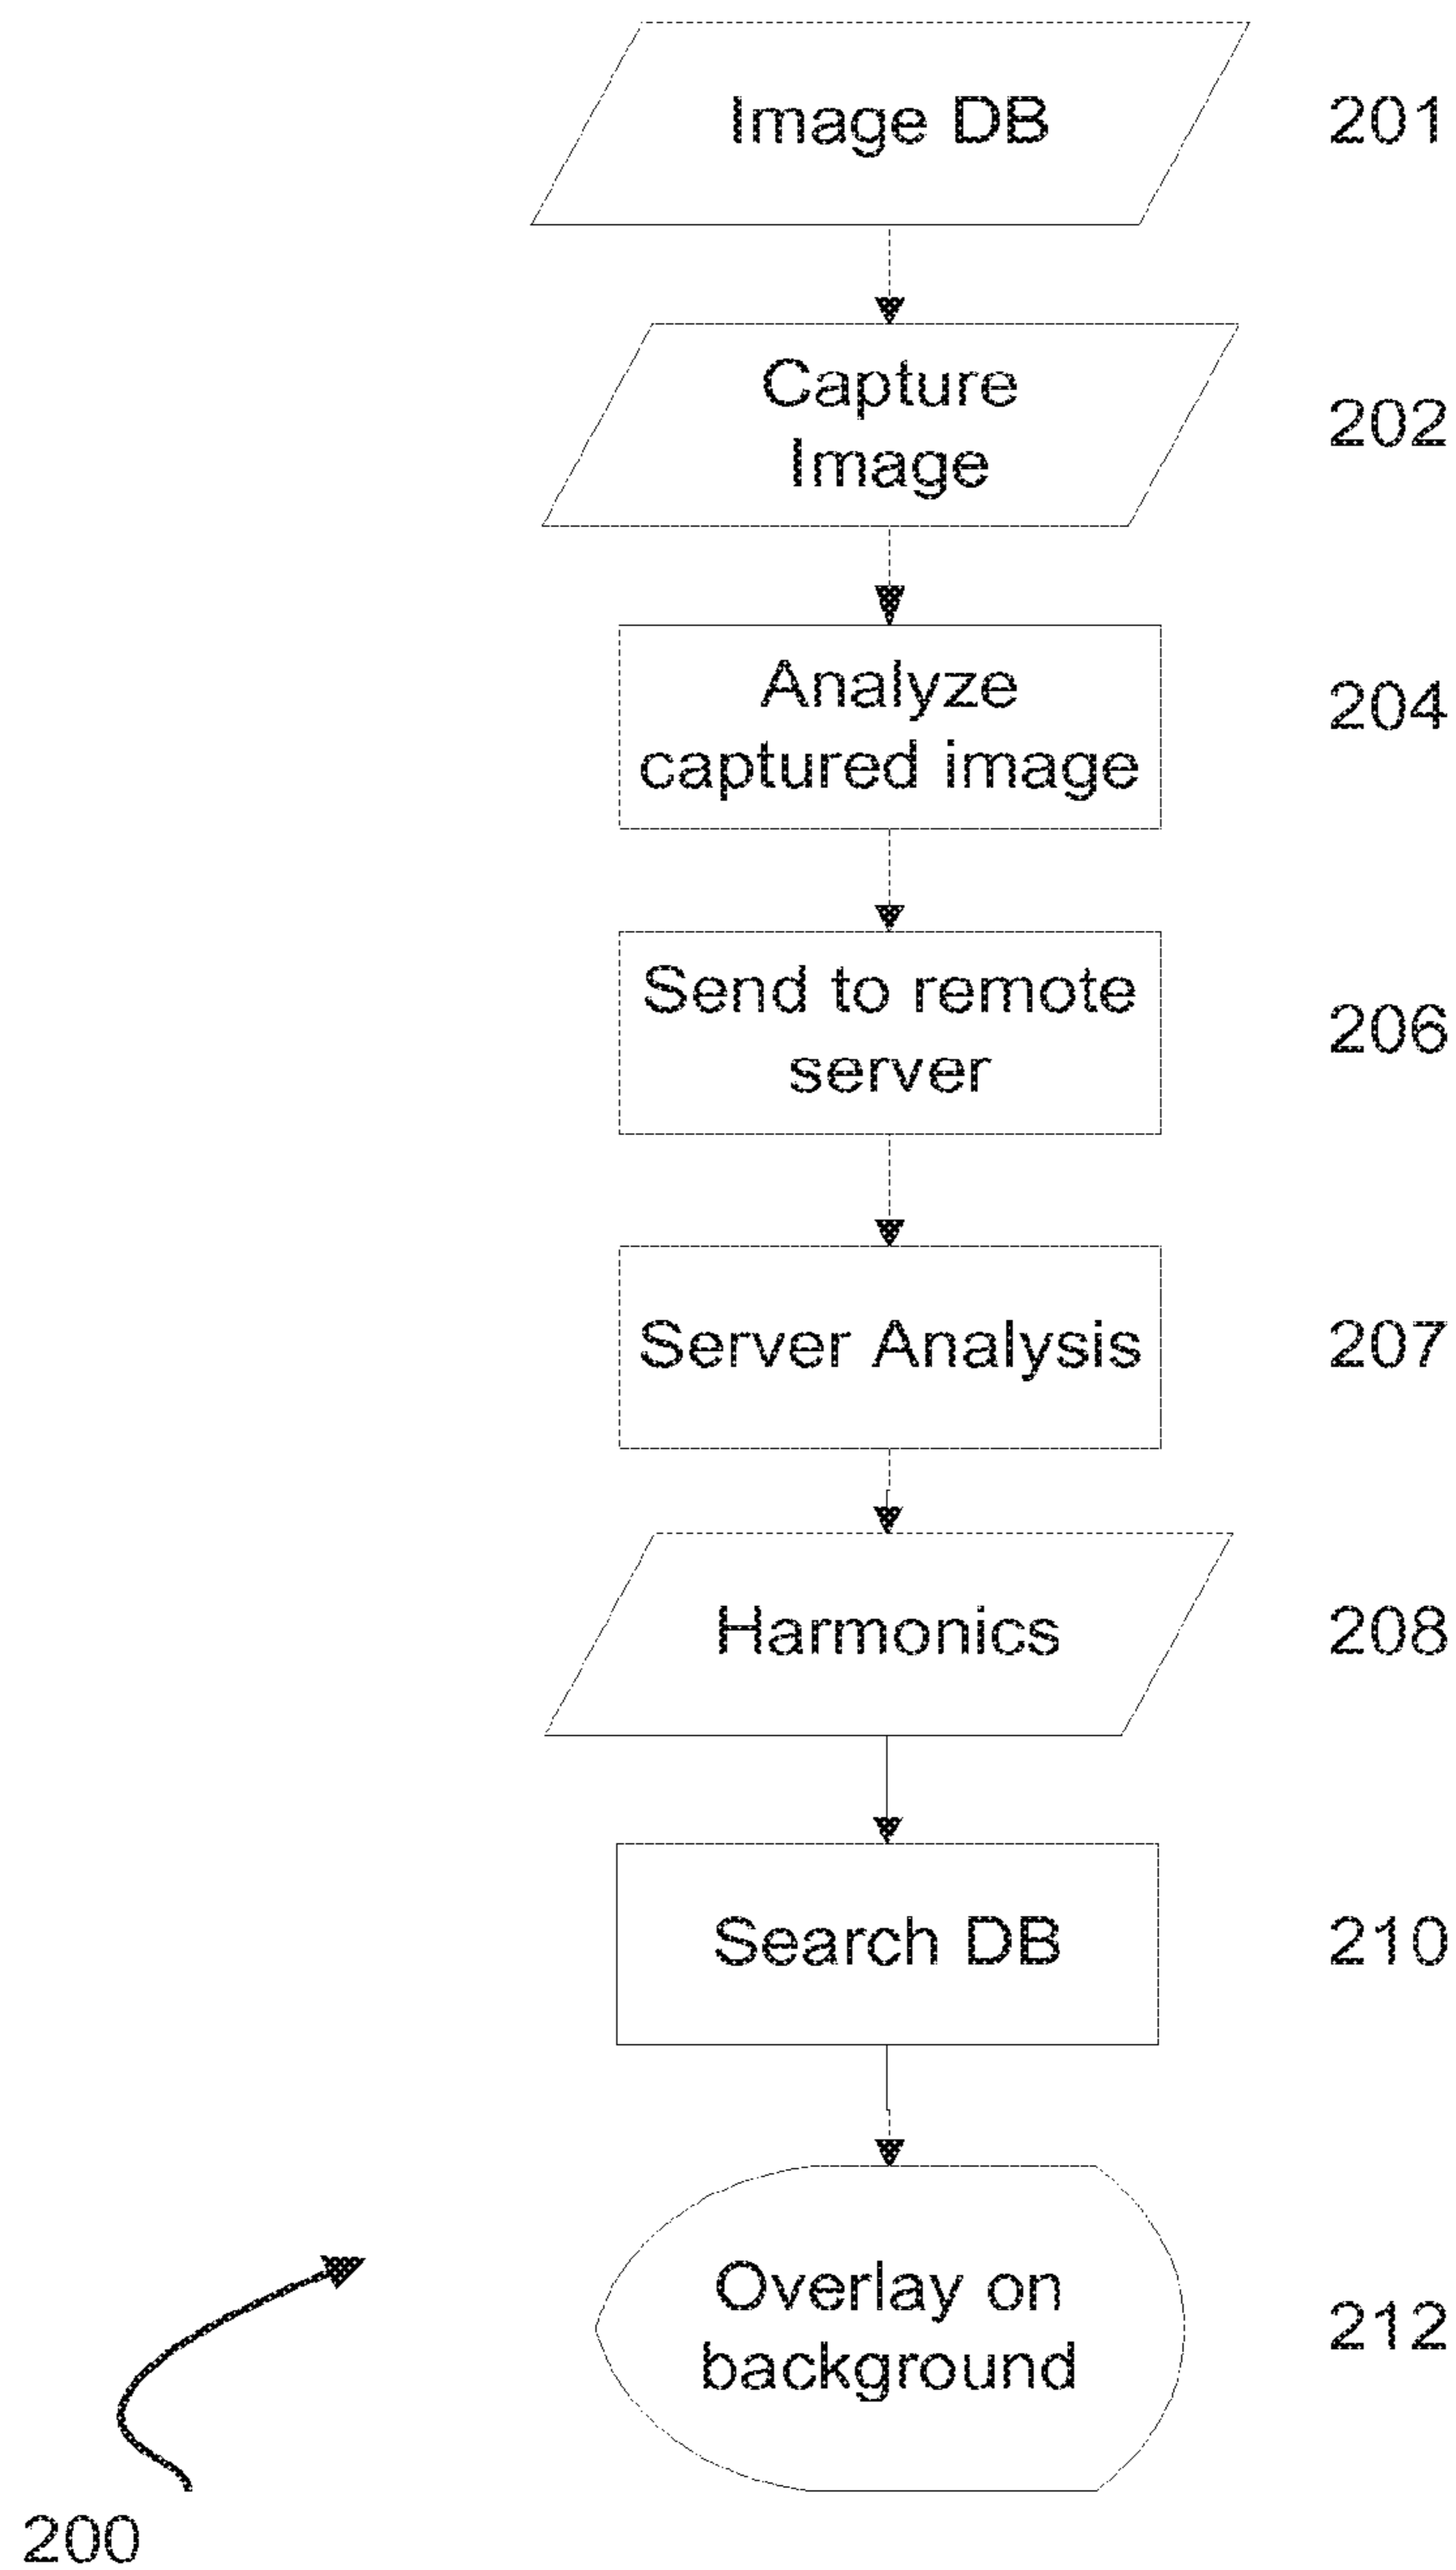 Image DB
201
Capture
Image
202
Analyze
captured image
204
Send to remote
server
206
Server Analysis
207
Harmonics
208
Search DB
210
Overlay on
background
212
200